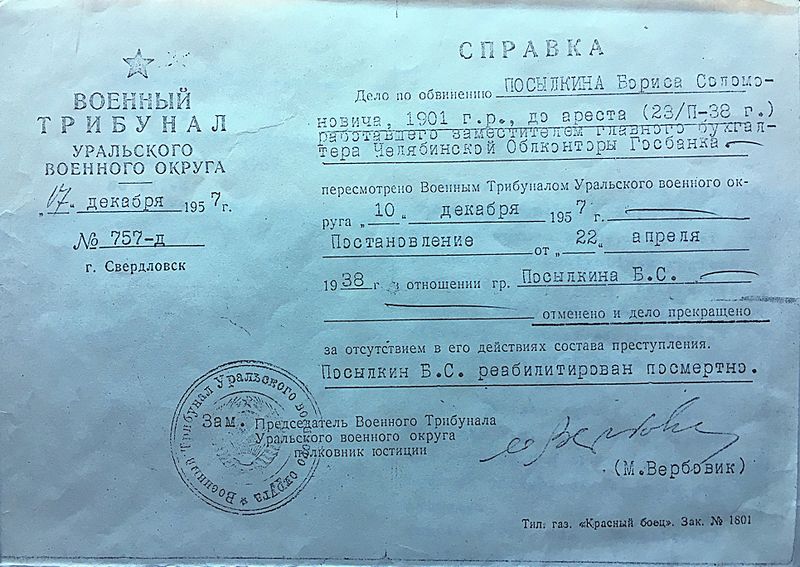 ВОЕННЫЙ
ТРИБУНАЛ
УРАЛЬСКОГО
ВОЕННОГО ОКРУГА
„17“ декабря 1957г.
№ 757-д
г. Свердловск
СПРАВКА
Дело по обвинению ПОСЫЛКИНА Бориса Соломо-
новича, 1901 г.р., до ареста (23/П-38 г.)
работавшего заместителем главного бухгал-
тера Челябинской Облконторы Госбанка
пересмотрено Военным Трибуналом Уральского военного ок-
руга „10“ декабря 1957 г.
Постановление от „22“ апреля
1938 г. в отношении гр. Посылкина Б.С.
отменено и дело прекращено
за отсутствием в его действиях состава преступления.
Посылкин Б.С. реабилитирован посмертно.
Зам. Председатель Военного Трибунала
Уральского военного округа
полковник юстиции
(М.Вербовик)
Военный Трибунал Уральского военного округа
Тип. газ. «Красный боец». Зак. № 1801